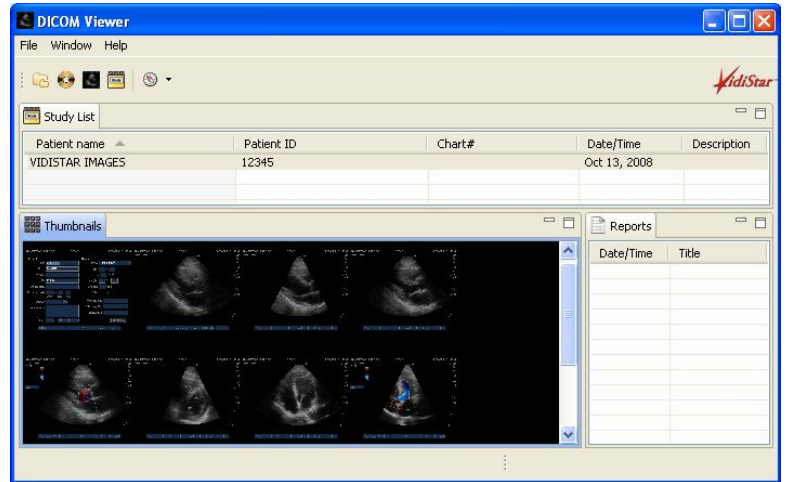 DICOM Viewer
File Window Help
VidiStar
Study List
Patient name Patient ID Chart# Date/Time Description
VIDISTAR IMAGES 12345 Oct 13, 2008
Thumbnails
Reports
Date/Time Title